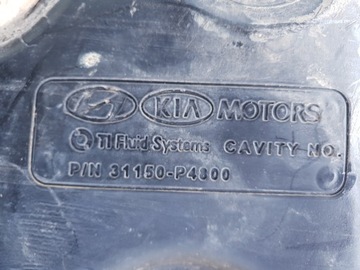 KIA MOTORS
TI Fluid Systems CAVITY NO.
P/N 31150-P4800